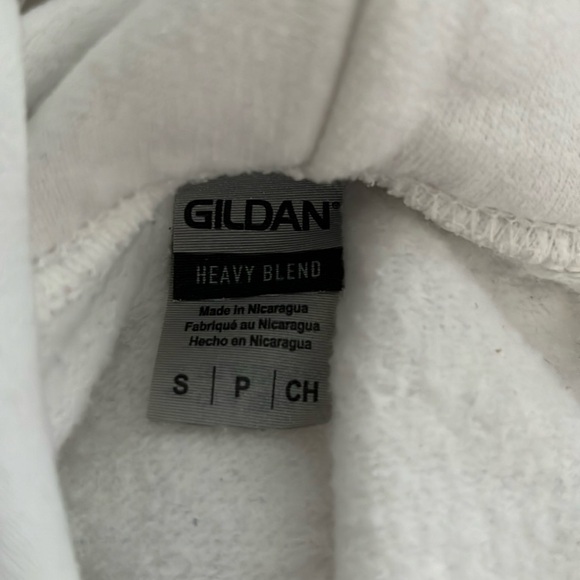 GILDAN
HEAVY BLEND
Made in Nicaragua
Fabriqué au Nicaragua
Hecho en Nicaragua
S | P | CH